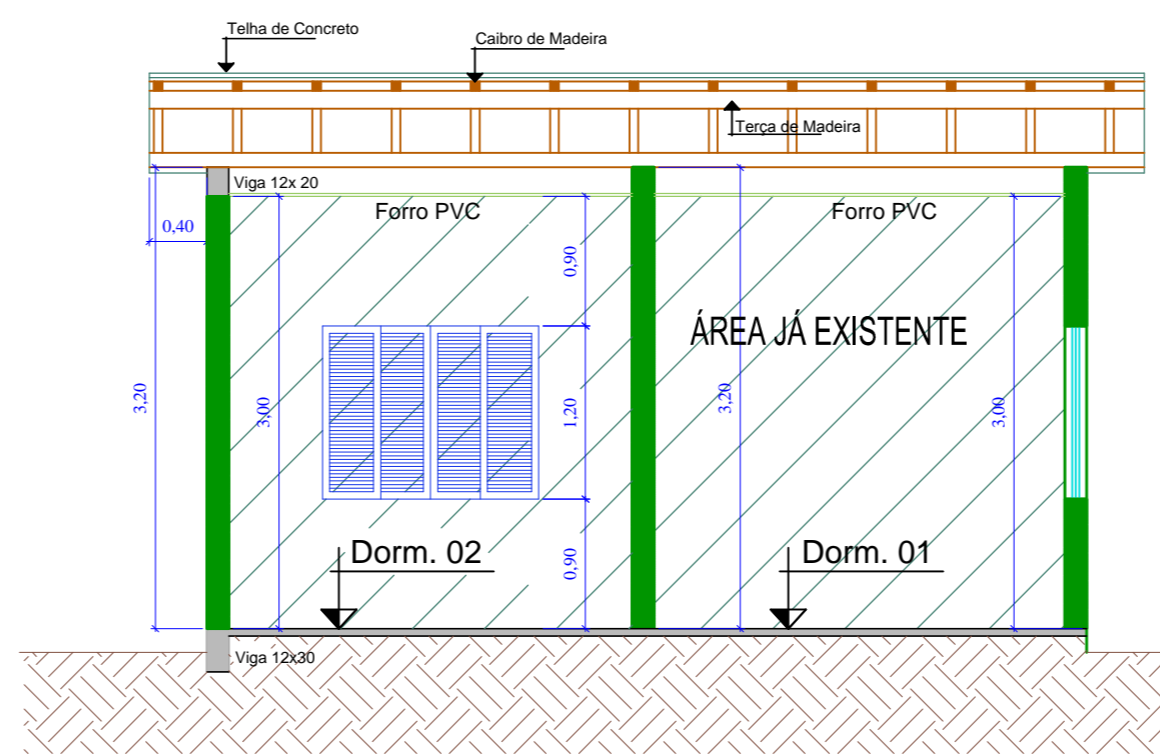 Telha de Concreto
Caibro de Madeira
Terça de Madeira
Viga 12x 20
Forro PVC
Forro PVC
0,40
0,90
ÁREA JÁ EXISTENTE
3,20
3,00
1,20
3,20
3,00
Dorm. 02
0,90
Dorm. 01
Viga 12x30